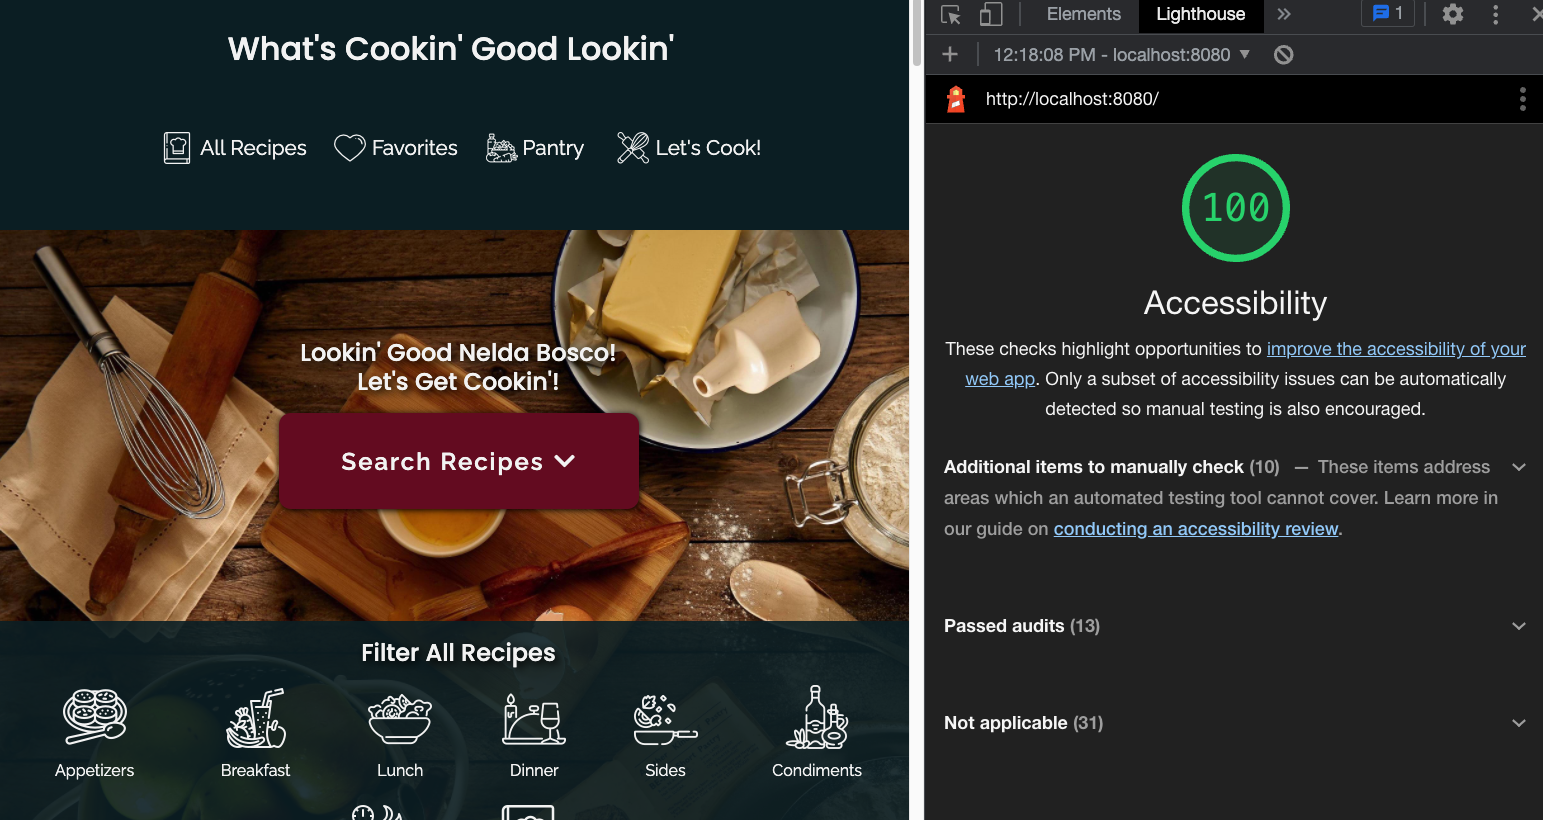 What's Cookin' Good Lookin'
All Recipes
Favorites
Pantry
Let's Cook!
Lookin' Good Nelda Bosco!
Let's Get Cookin'!
Search Recipes
Filter All Recipes
Appetizers
Breakfast
Lunch
Dinner
Sides
Condiments
Elements
Lighthouse
1
12:18:08 PM - localhost:8080
http://localhost:8080/
100
Accessibility
These checks highlight opportunities to improve the accessibility of your
web app. Only a subset of accessibility issues can be automatically
detected so manual testing is also encouraged.
Additional items to manually check (10) — These items address
areas which an automated testing tool cannot cover. Learn more in
our guide on conducting an accessibility review.
Passed audits (13)
Not applicable (31)